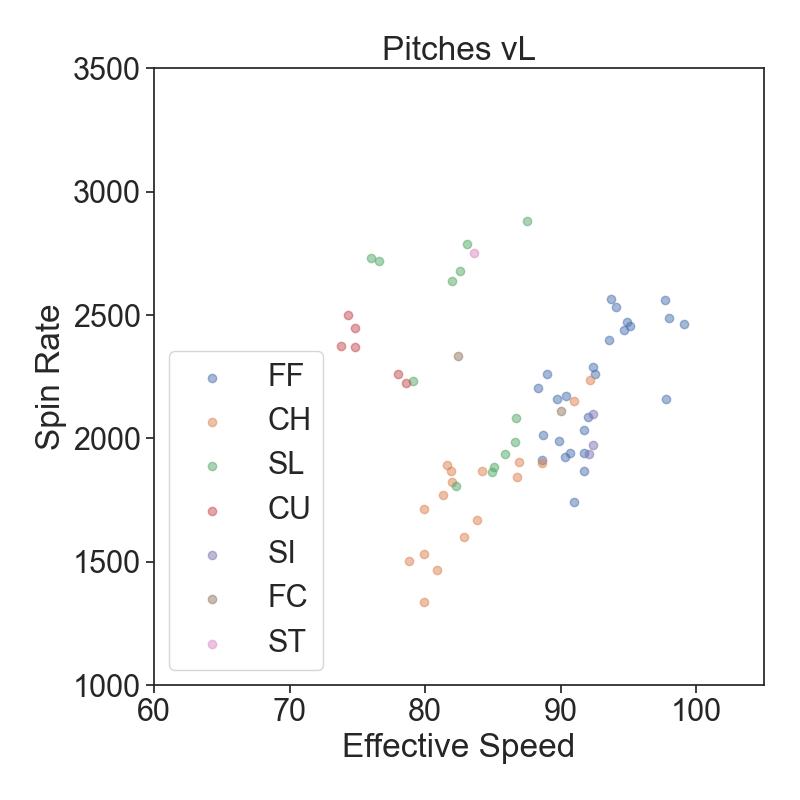 Pitches vL
3500
3000
2500
2000
1500
1000
Spin Rate
FF
CH
SL
CU
SI
FC
ST
60 70 80 90 100
Effective Speed